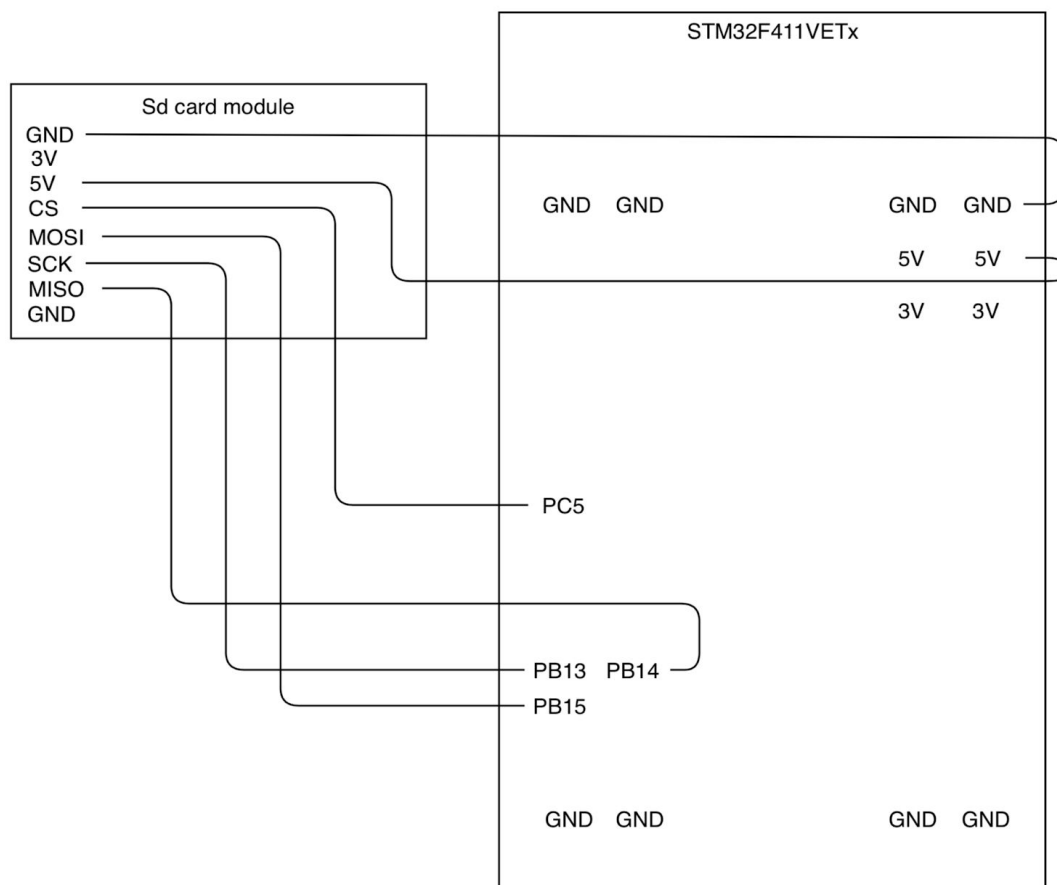 STM32F411VETx
Sd card module
GND
3V
5V
CS
MOSI
SCK
MISO
GND
GND GND GND GND
5V 5V
3V 3V
PC5
PB13 PB14
PB15
GND GND GND GND